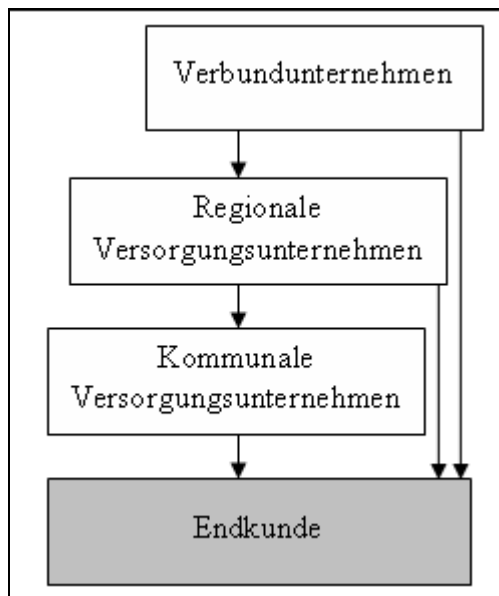 Verbundunternehmen
Regionale
Versorgungsunternehmen
Kommunale
Versorgungsunternehmen
Endkunde